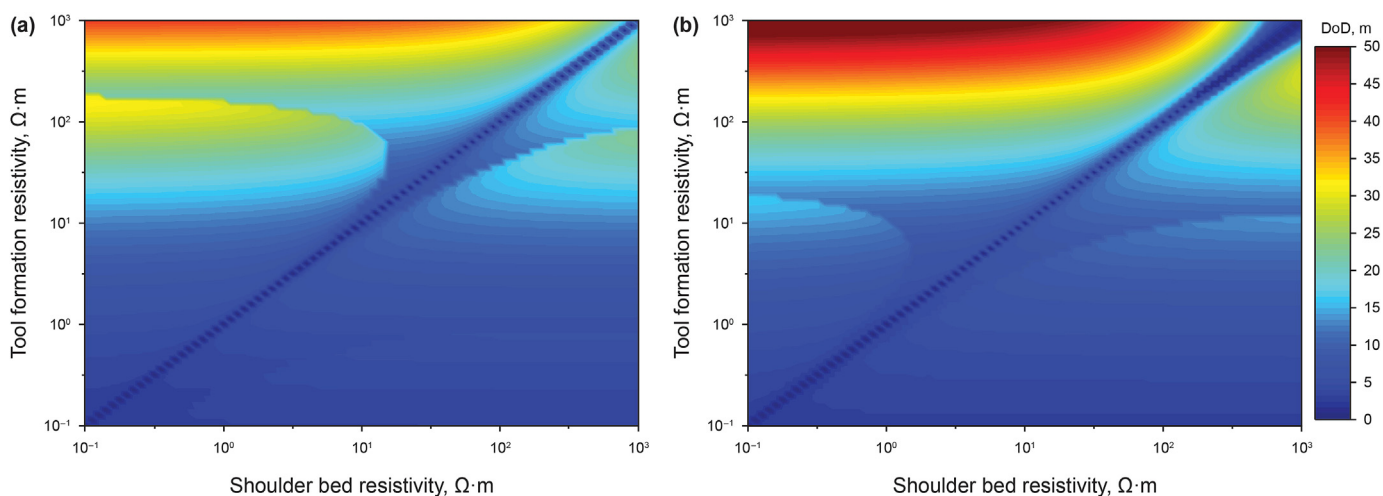 (a)
10³
10²
10¹
10⁰
10⁻¹
Tool formation resistivity, Ω·m
10⁻¹ 10⁰ 10¹ 10² 10³
Shoulder bed resistivity, Ω·m
(b)
10³
10²
10¹
10⁰
10⁻¹
Tool formation resistivity, Ω·m
10⁻¹ 10⁰ 10¹ 10² 10³
Shoulder bed resistivity, Ω·m
DoD, m
50
45
40
35
30
25
20
15
10
5
0